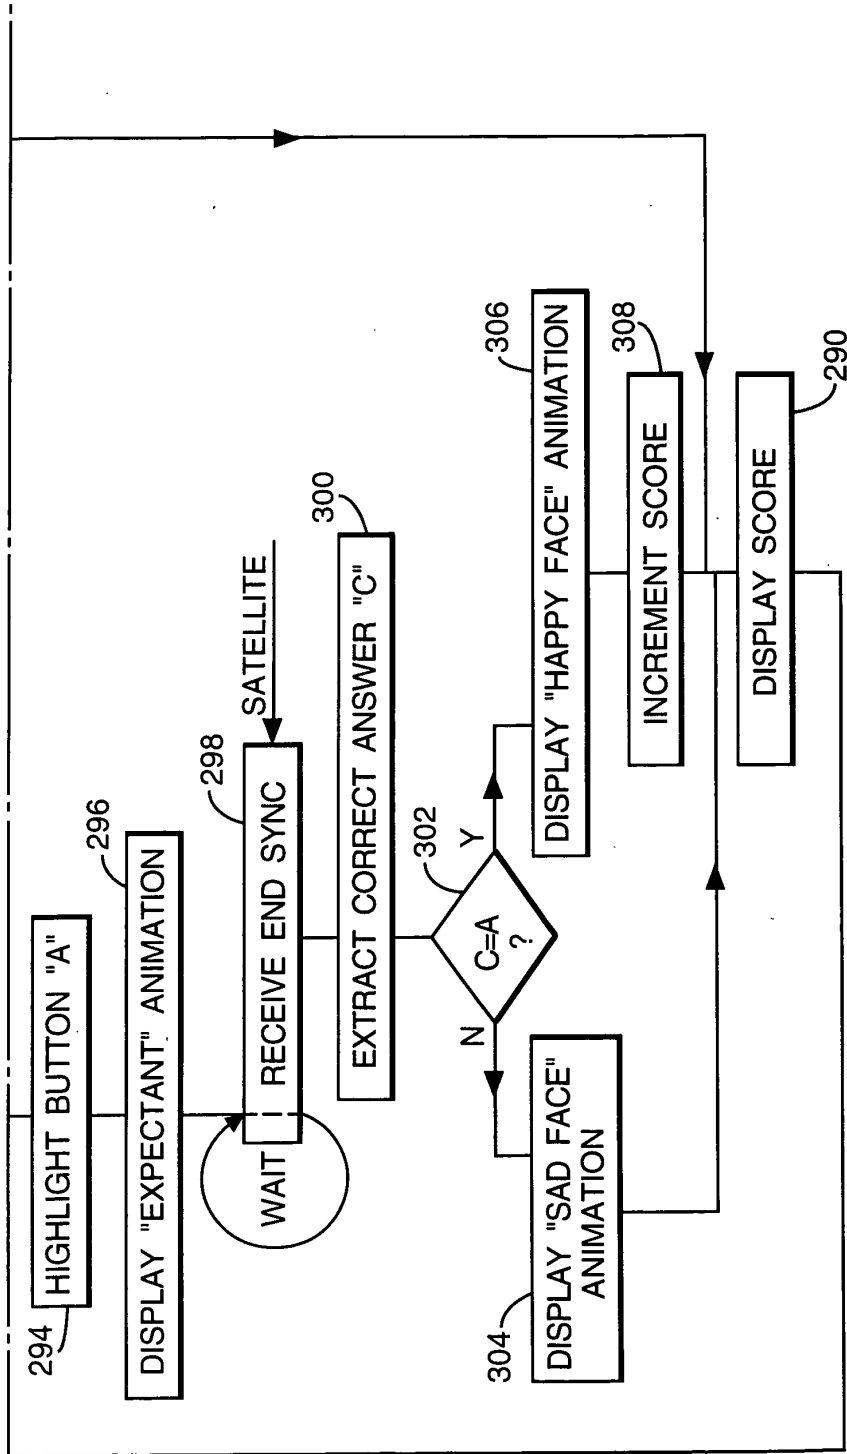 294
HIGHLIGHT BUTTON "A"
296
DISPLAY "EXPECTANT" ANIMATION
298
WAIT
RECEIVE END SYNC
SATELLITE
300
EXTRACT CORRECT ANSWER "C"
302
C=A
?
N
Y
304
DISPLAY "SAD FACE"
ANIMATION
306
DISPLAY "HAPPY FACE" ANIMATION
308
INCREMENT SCORE
DISPLAY SCORE
290